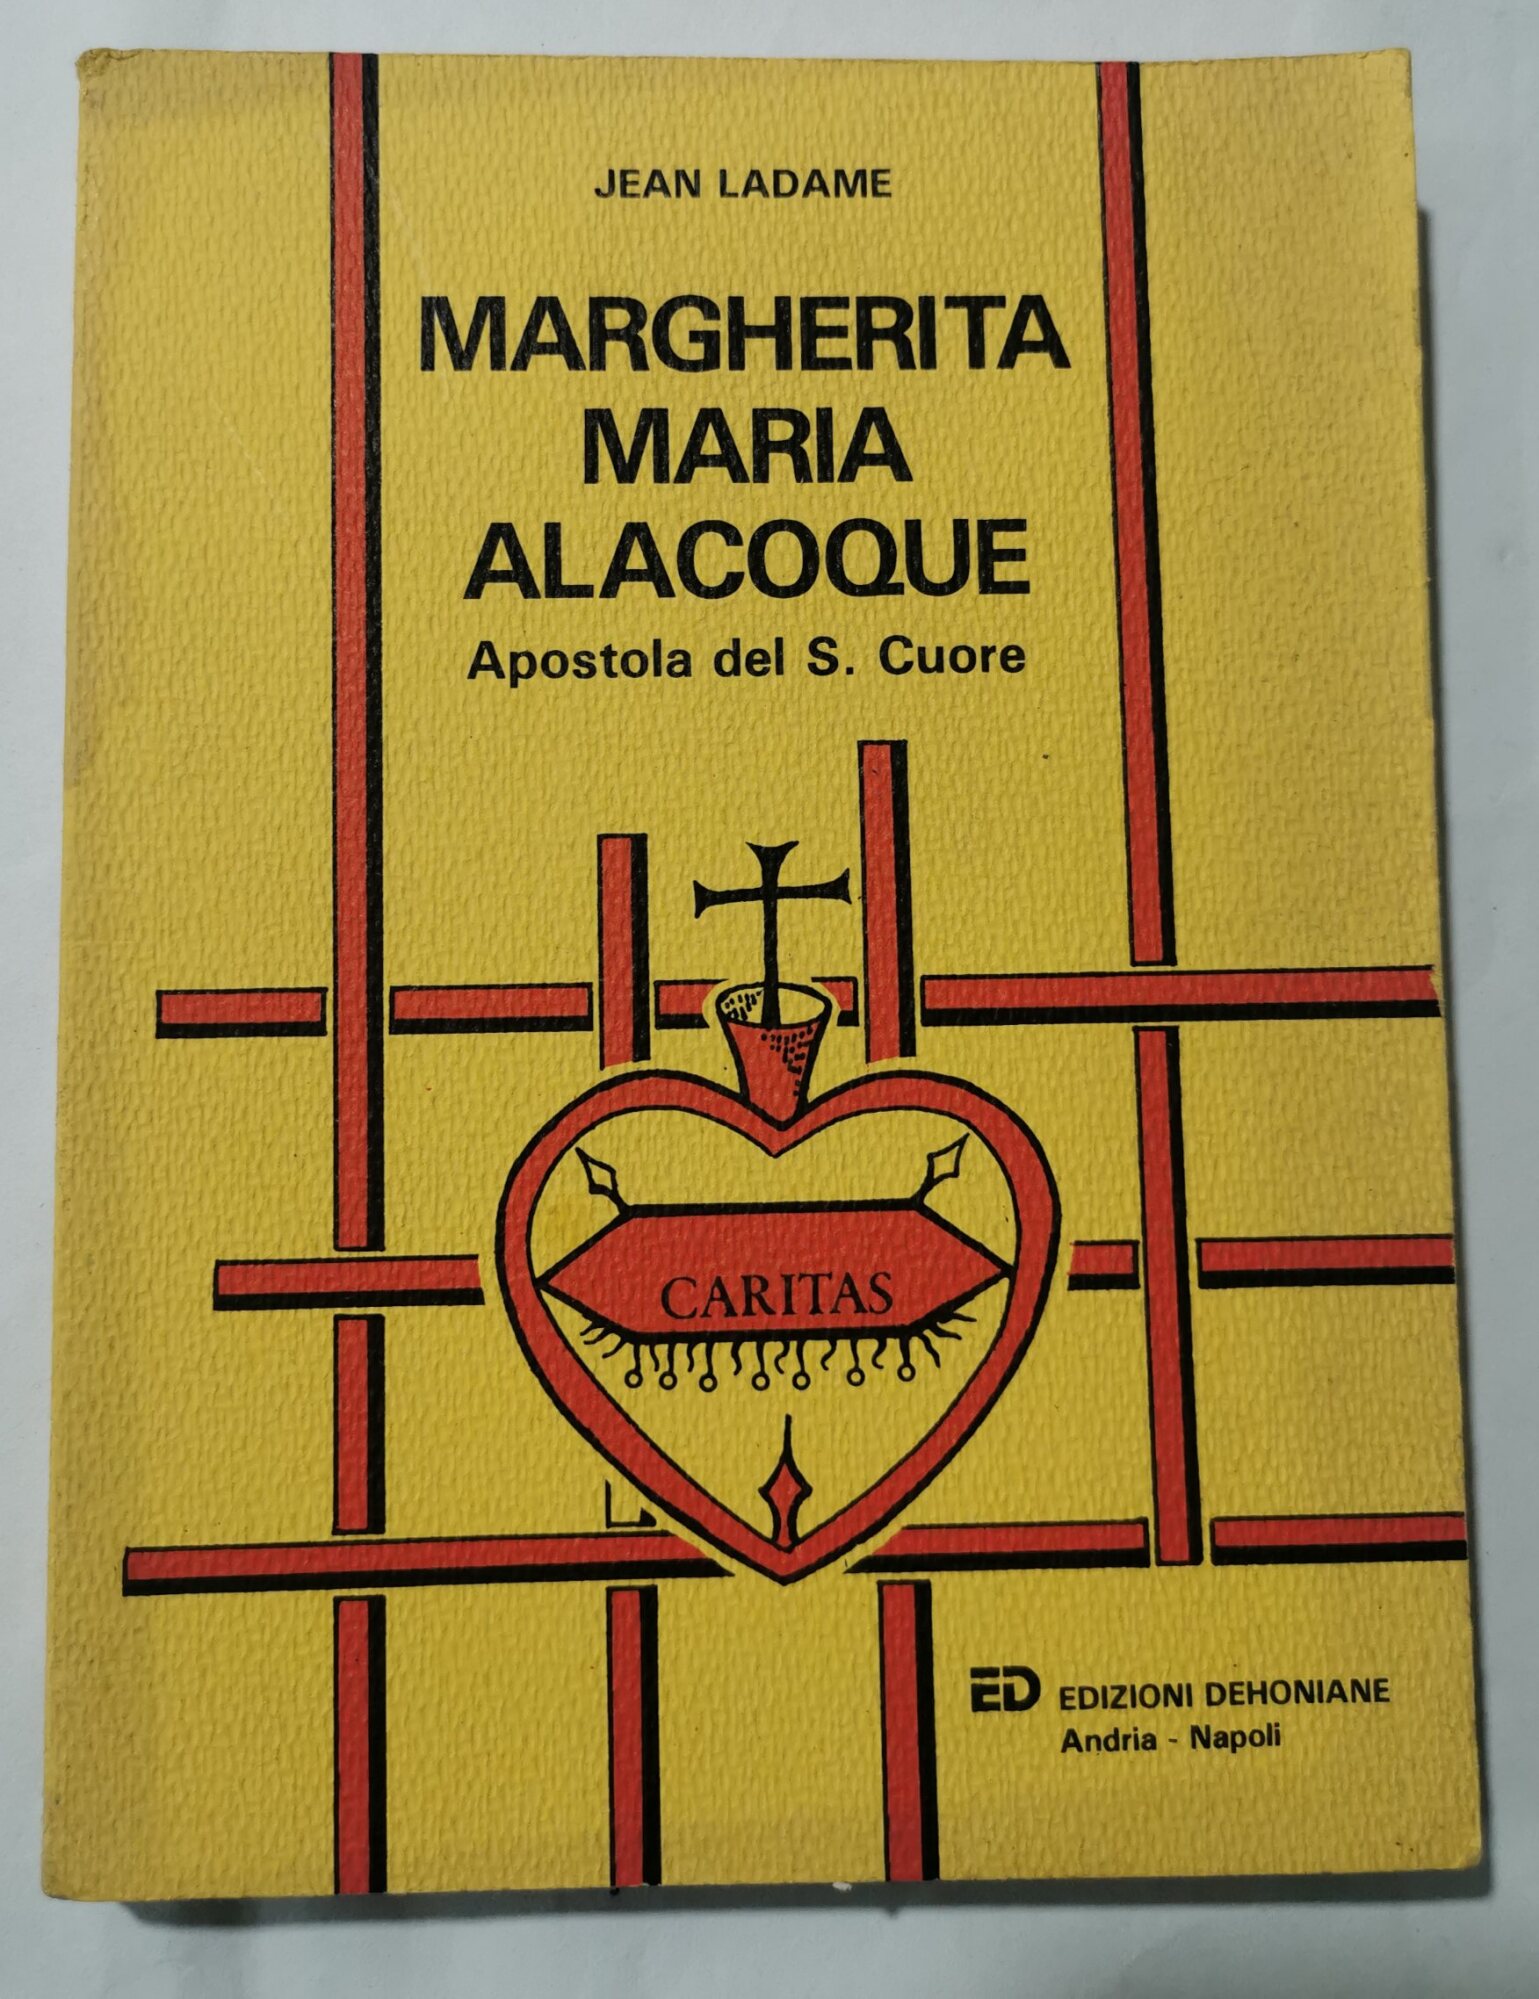 JEAN LADAME
MARGHERITA
MARIA
ALACOQUE
Apostola del S. Cuore
CARITAS
ED EDIZIONI DEHONIANE
Andria - Napoli